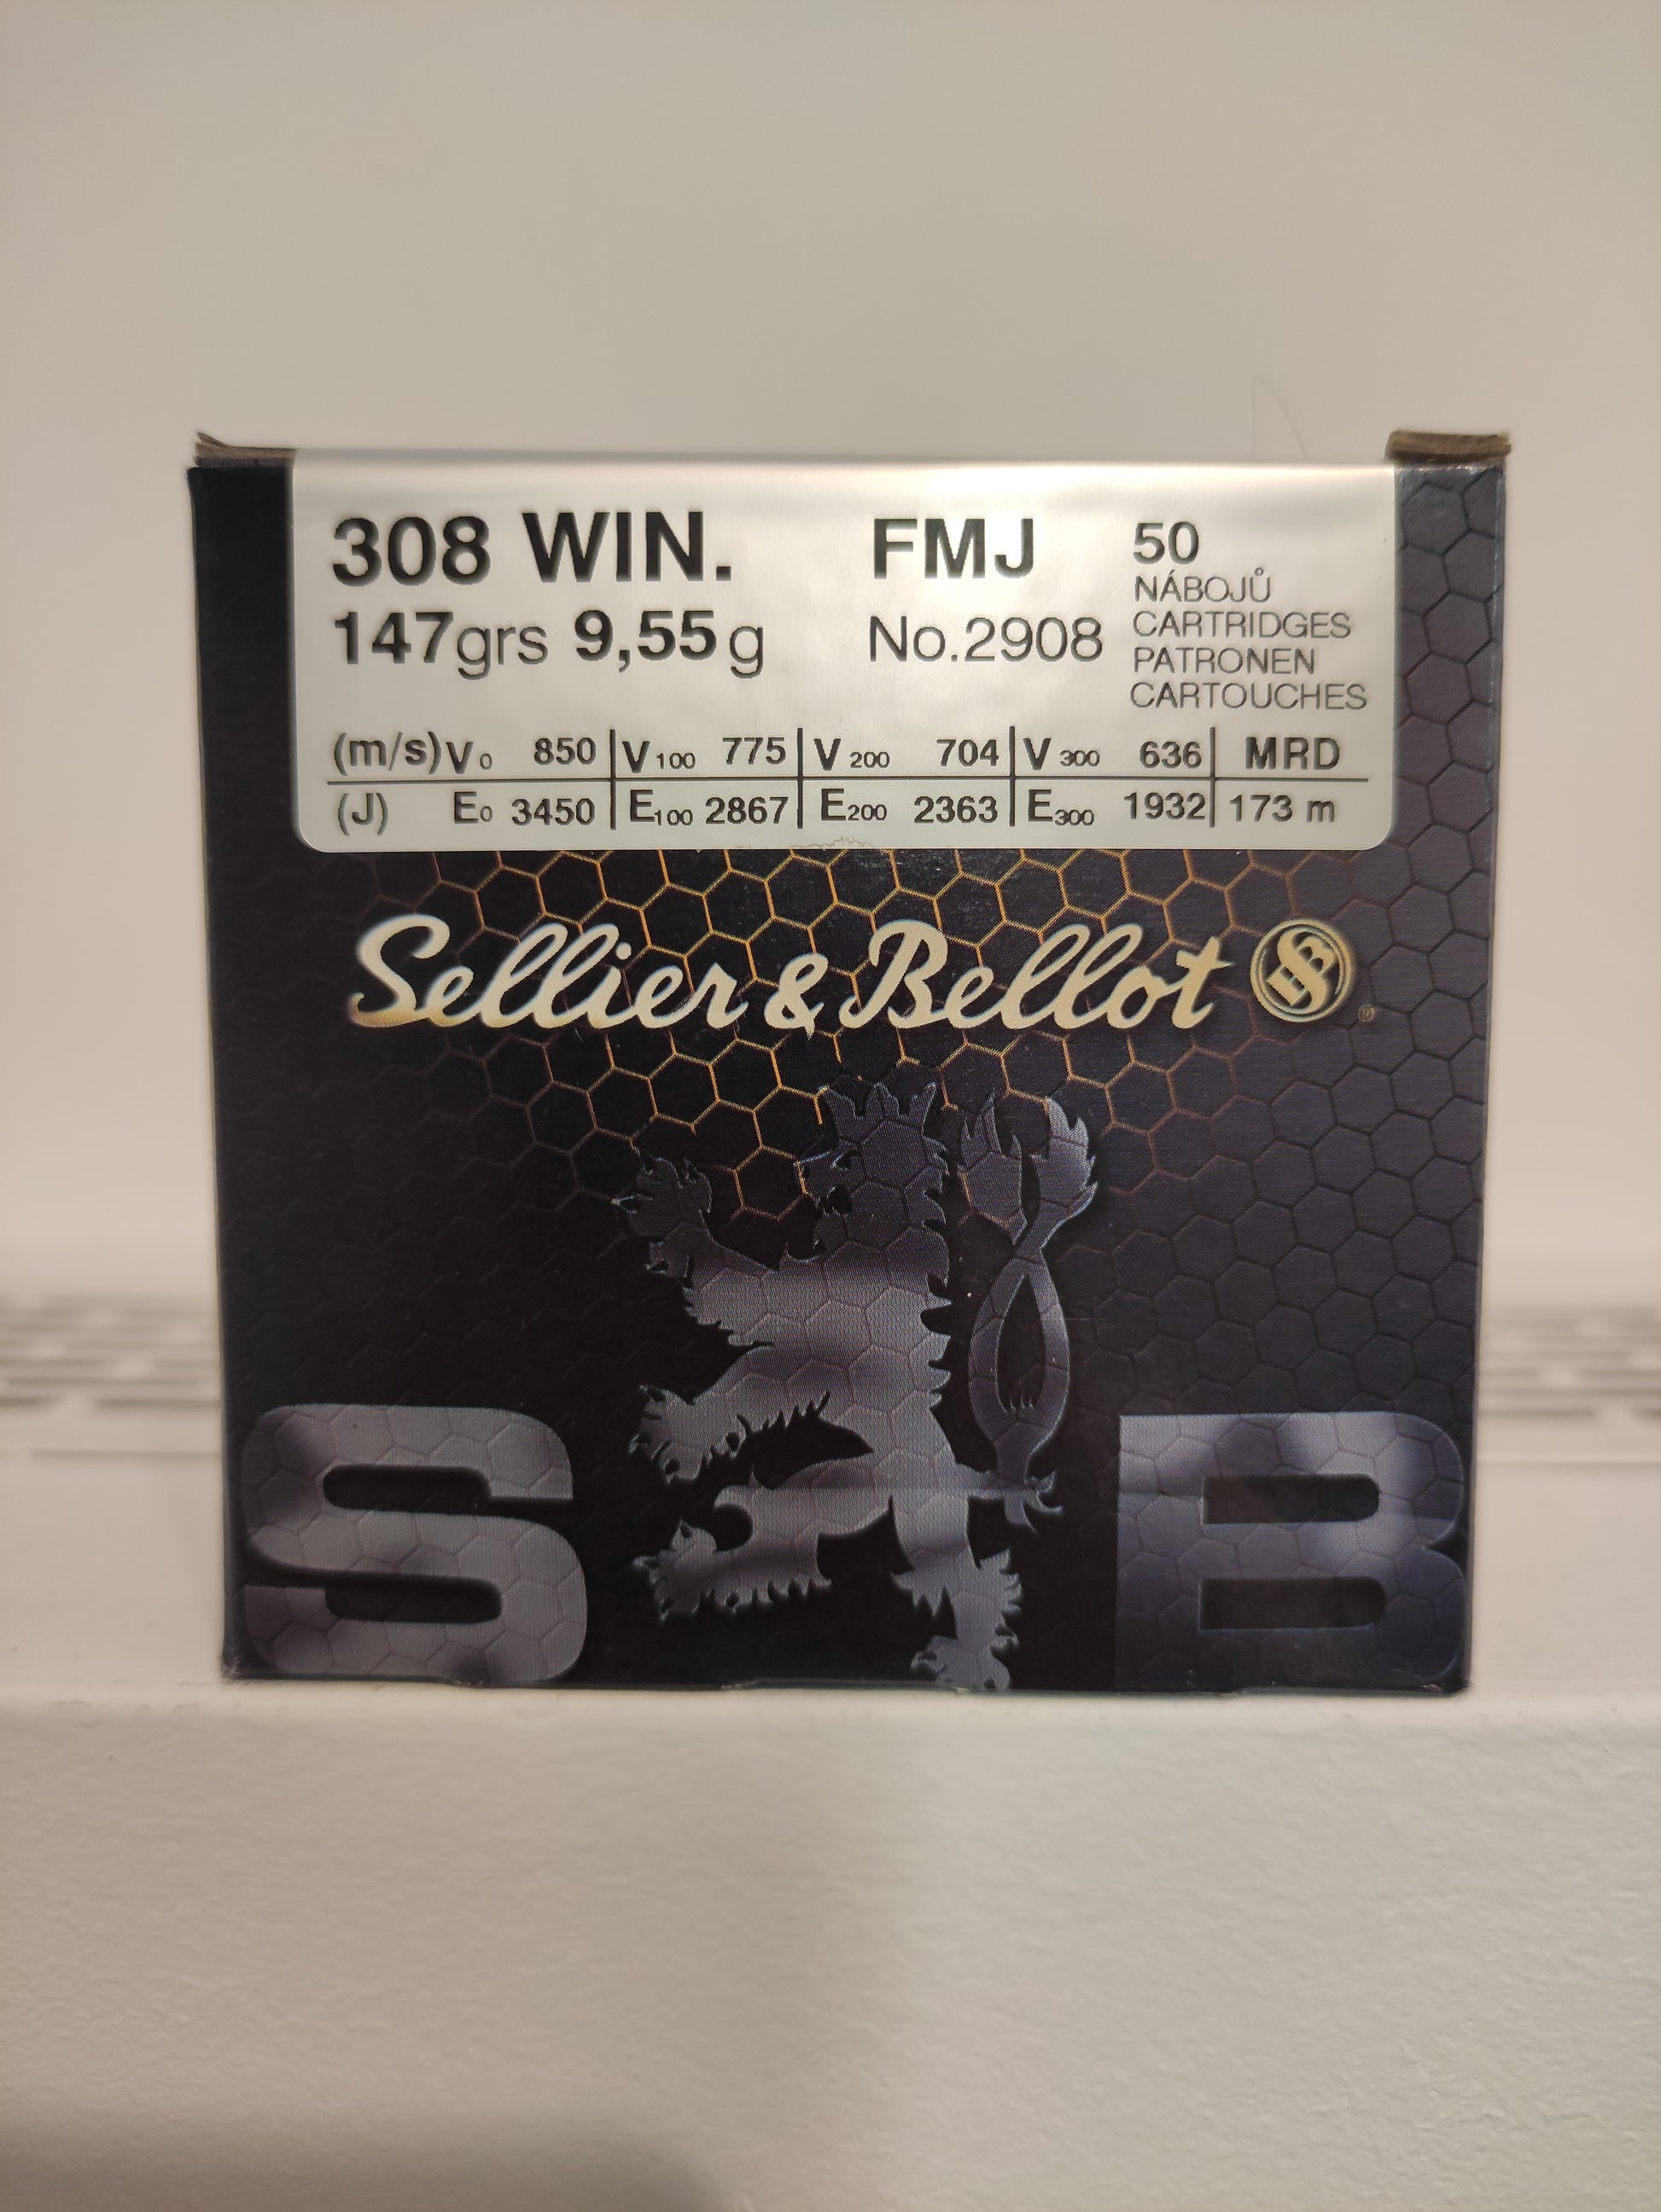 308 WIN. FMJ 50
NÁBOJŮ
147grs 9,55g No.2908 CARTRIDGES
PATRONEN
CARTOUCHES
(m/s) V0 850 | V100 775 | V200 704 | V300 636 | MRD
(J) E0 3450 | E100 2867 | E200 2363 | E300 1932 | 173 m
Sellier & Bellot SB ®
S B